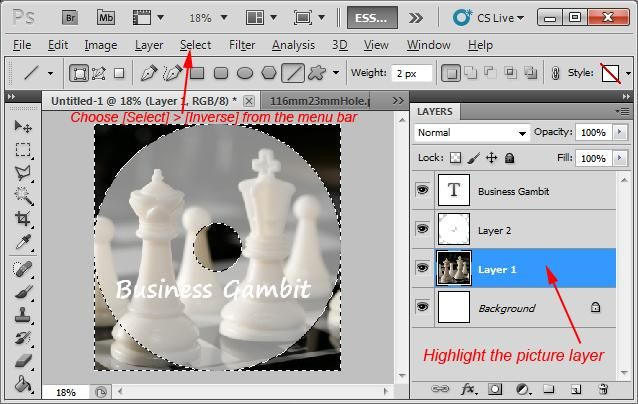 Ps Br Mb 18% ESS... CS Live
File Edit Image Layer Select Filter Analysis 3D View Window Help
Weight: 2 px Style:
Untitled-1 @ 18% (Layer 1, RGB/8) * 116mm23mmHole.p
Choose [Select] > [Inverse] from the menu bar
Business Gambit
18%
LAYERS
Normal Opacity: 100%
Lock: Fill: 100%
T Business Gambit
Layer 2
Layer 1
Background
Highlight the picture layer
fx